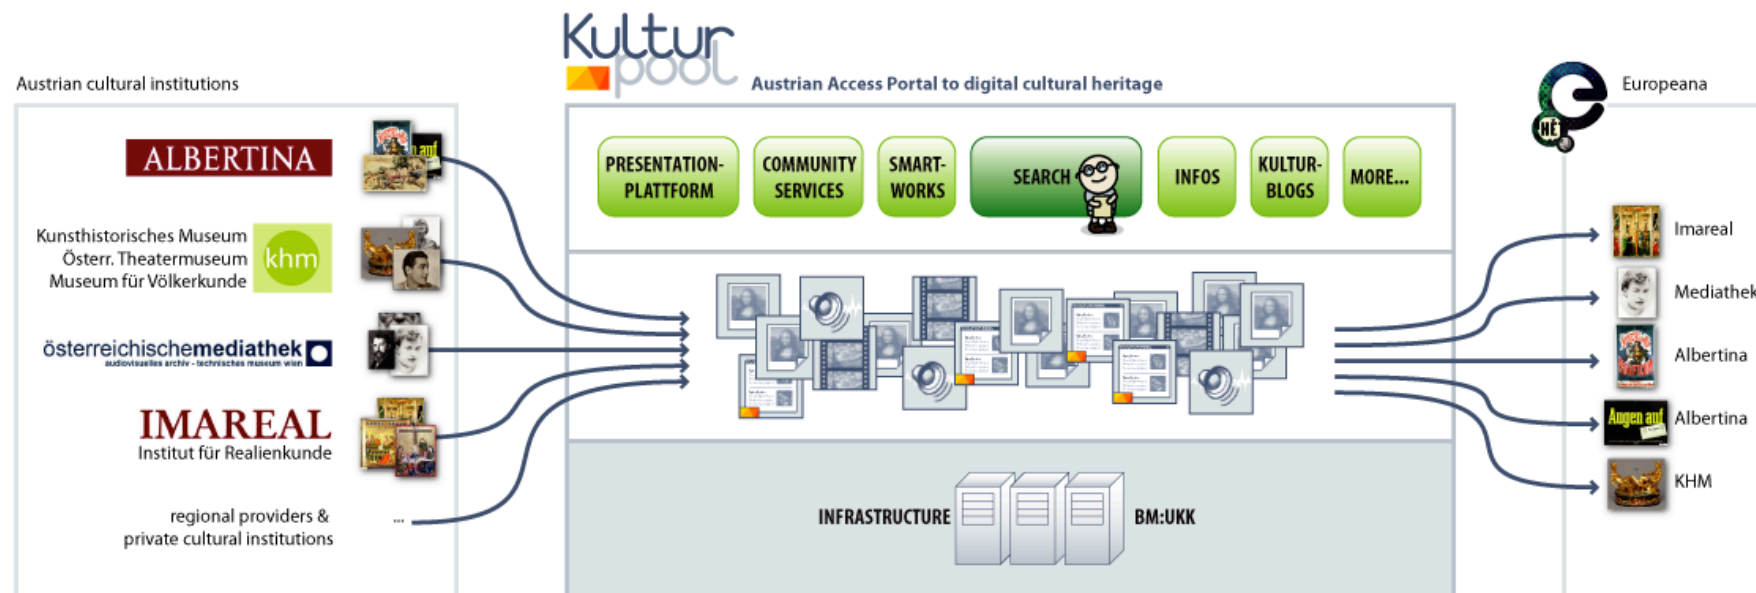 Kultur
pool
Austrian cultural institutions
Austrian Access Portal to digital cultural heritage
Europeana
HÉ
ALBERTINA
Kunsthistorisches Museum
Österr. Theatermuseum
Museum für Völkerkunde
khm
österreichischemediathek
audiovisuelles archiv - technisches museum wien
IMAREAL
Institut für Realienkunde
regional providers &
private cultural institutions
...
PRESENTATION-
PLATTFORM
COMMUNITY
SERVICES
SMART-
WORKS
SEARCH
INFOS
KULTUR-
BLOGS
MORE...
INFRASTRUCTURE
BM:UKK
Imareal
Mediathek
Albertina
Augen auf
Albertina
KHM